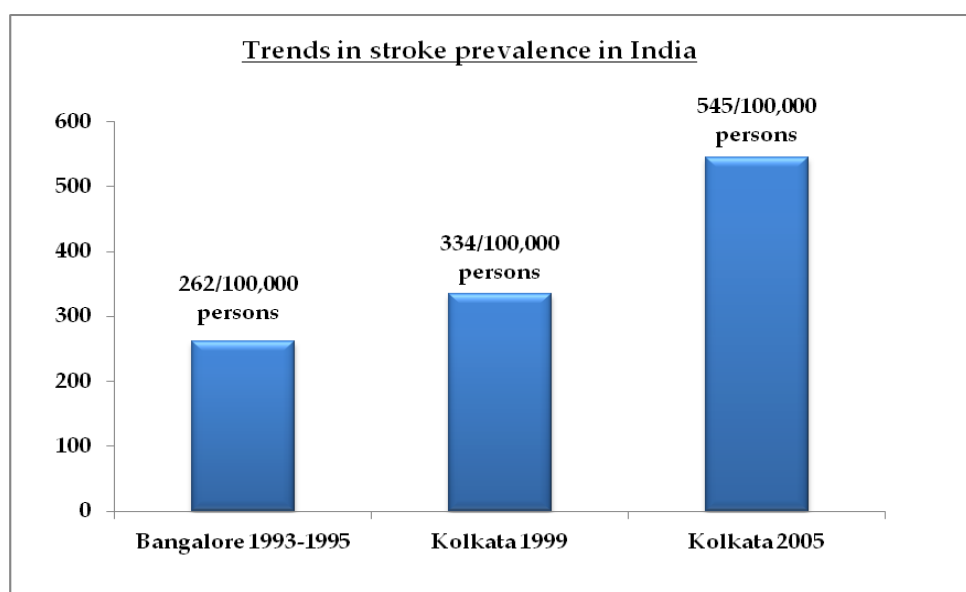 Trends in stroke prevalence in India
600
500
400
300
200
100
0
262/100,000
persons
334/100,000
persons
545/100,000
persons
Bangalore 1993-1995
Kolkata 1999
Kolkata 2005